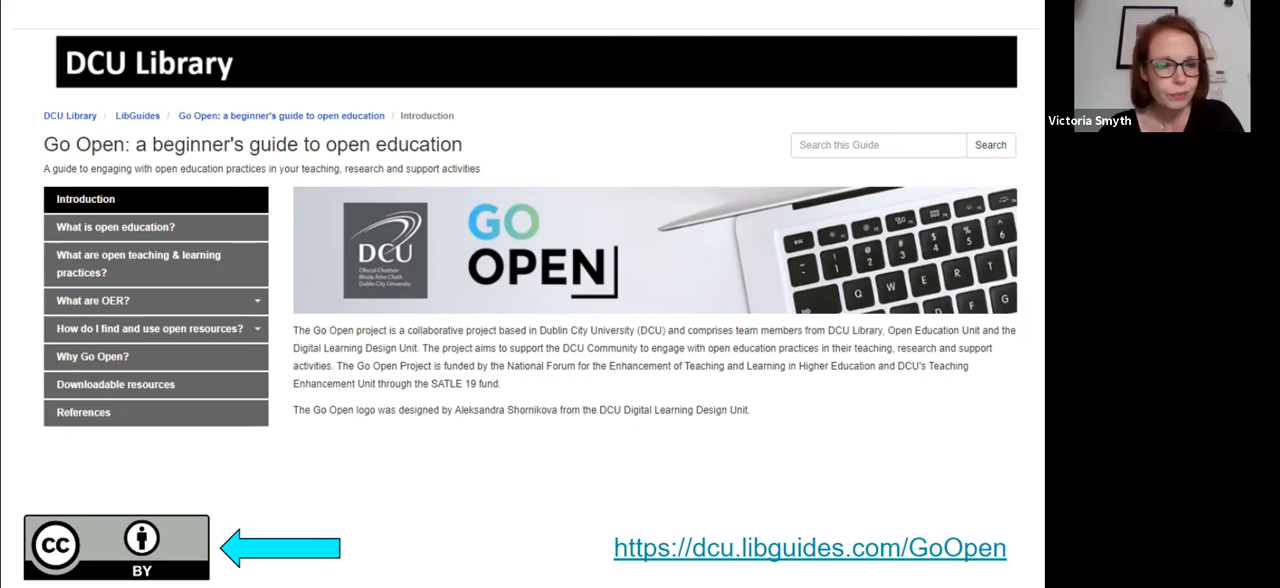 DCU Library
DCU Library / LibGuides / Go Open: a beginner's guide to open education / Introduction
Go Open: a beginner's guide to open education
Search this Guide
Search
A guide to engaging with open education practices in your teaching, research and support activities
Introduction
What is open education?
What are open teaching & learning
practices?
What are OER?
How do I find and use open resources?
Why Go Open?
Downloadable resources
References
DCU
Ollscoil Chathair
Bhaile Átha Cliath
Dublin City University
GO
OPEN
The Go Open project is a collaborative project based in Dublin City University (DCU) and comprises team members from DCU Library, Open Education Unit and the
Digital Learning Design Unit. The project aims to support the DCU Community to engage with open education practices in their teaching, research and support
activities. The Go Open Project is funded by the National Forum for the Enhancement of Teaching and Learning in Higher Education and DCU's Teaching
Enhancement Unit through the SATLE 19 fund.
The Go Open logo was designed by Aleksandra Shornikova from the DCU Digital Learning Design Unit.
cc
BY
https://dcu.libguides.com/GoOpen
Victoria Smyth